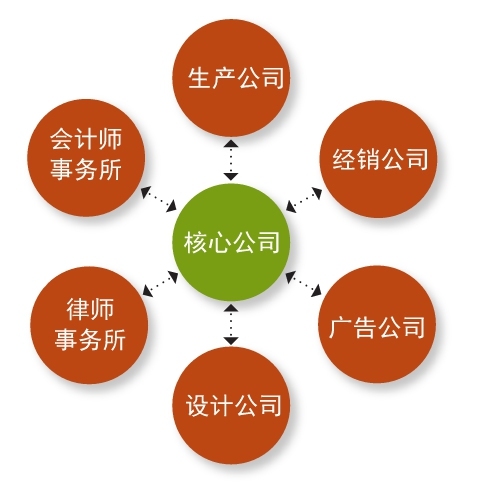 生产公司
会计师
事务所
经销公司
核心公司
律师
事务所
广告公司
设计公司